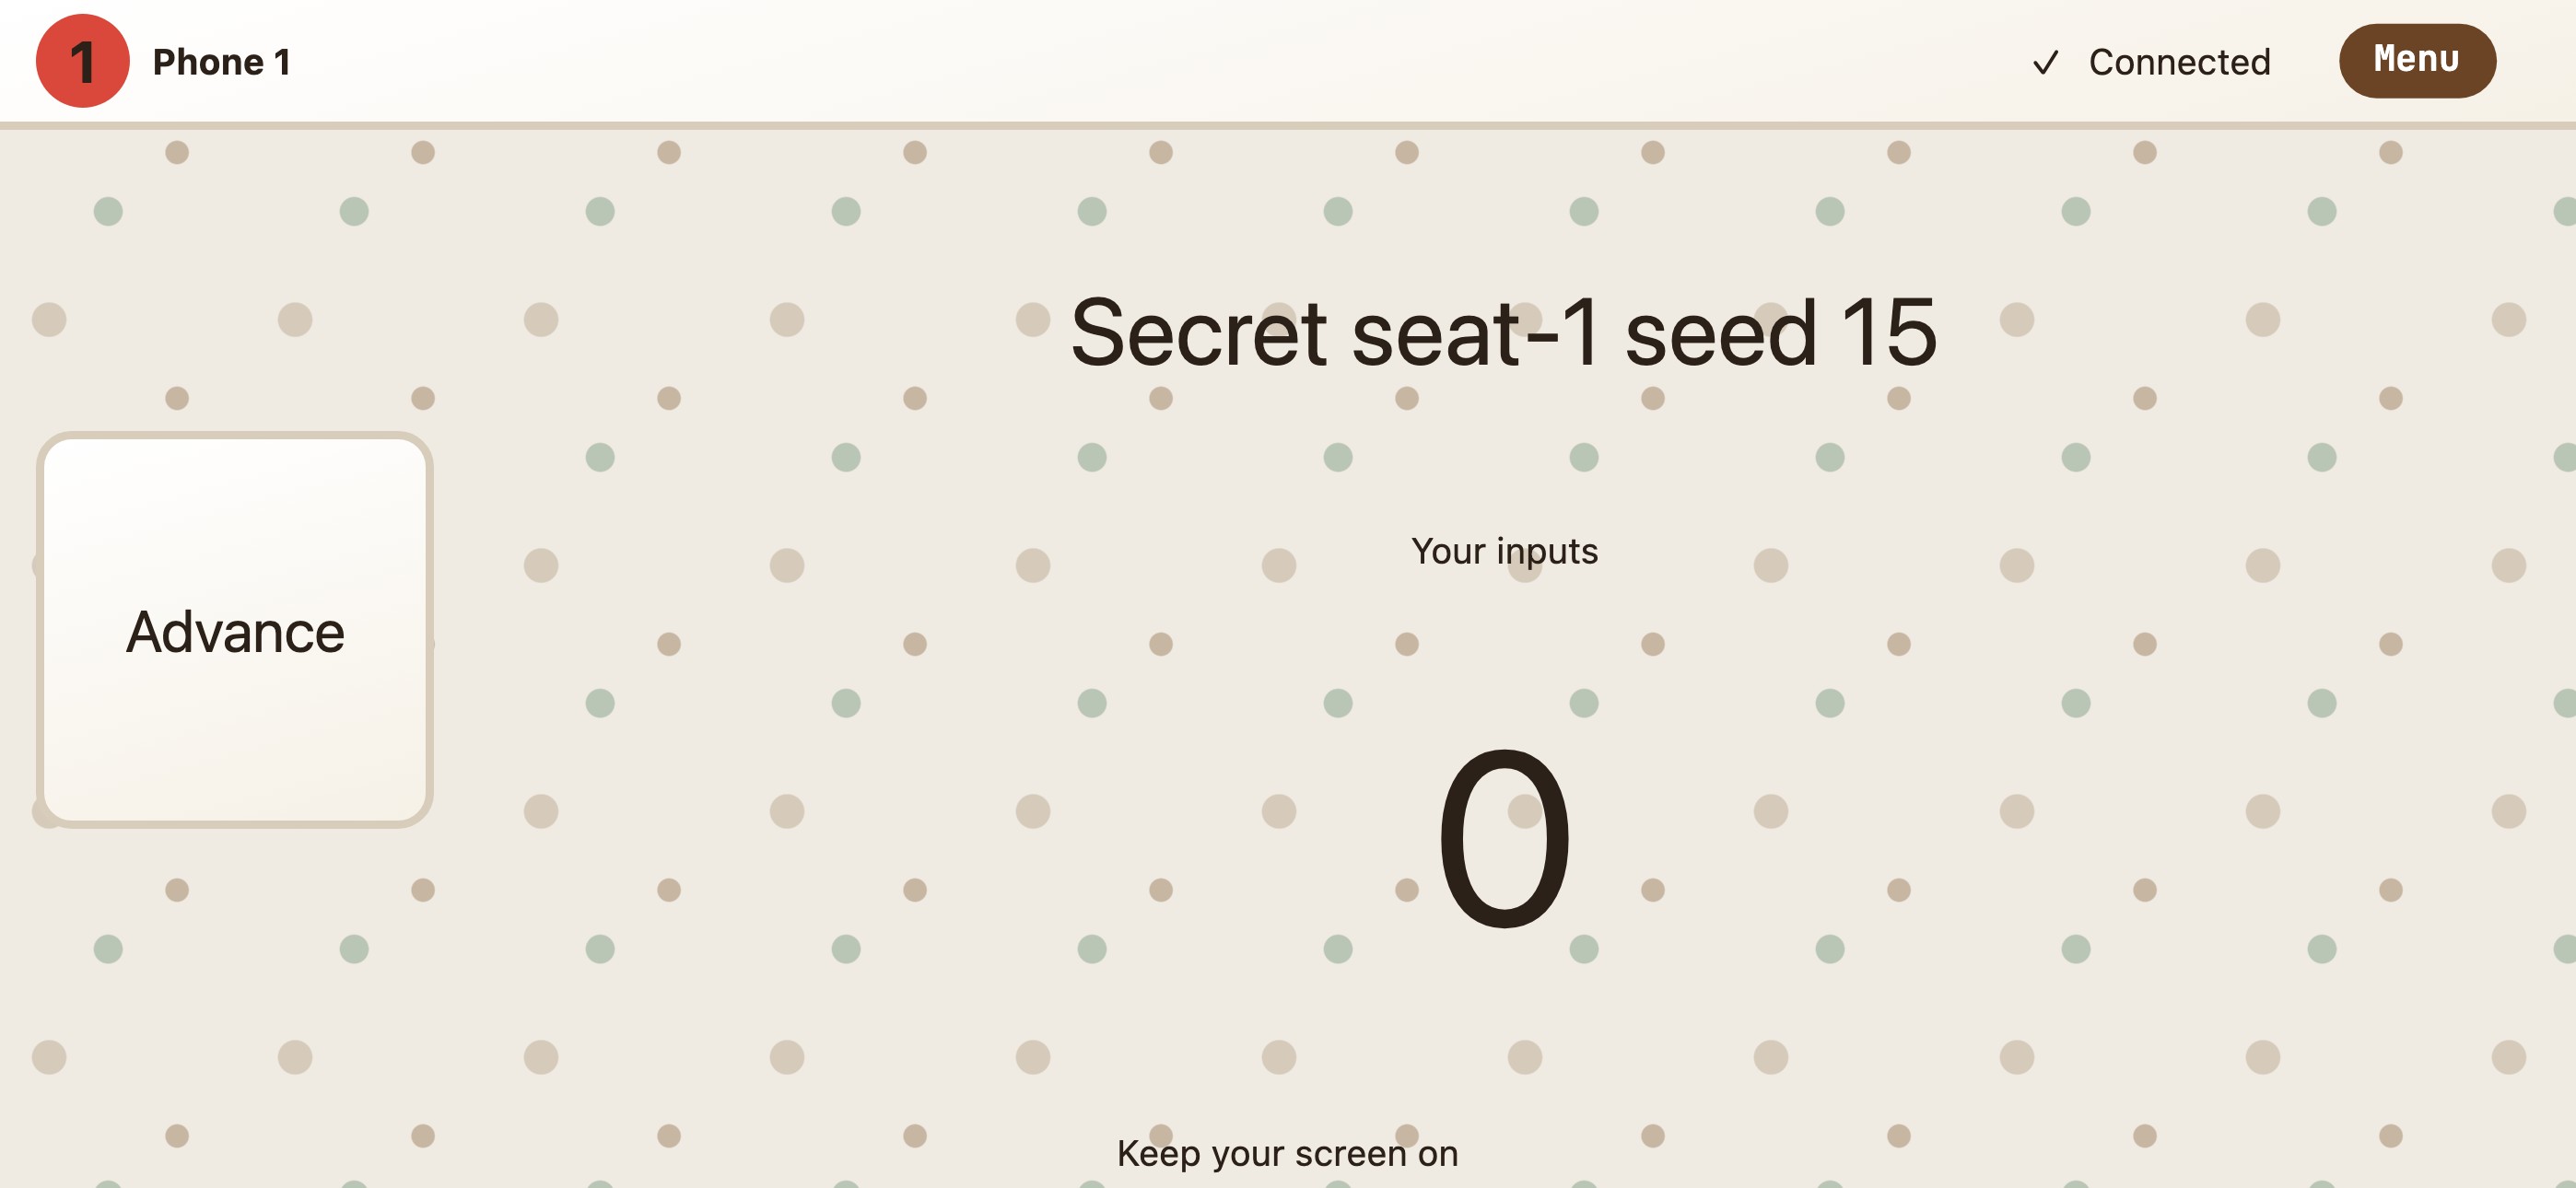 1
Phone 1
✓ Connected
Menu
Secret seat-1 seed 15
Your inputs
Advance
0
Keep your screen on